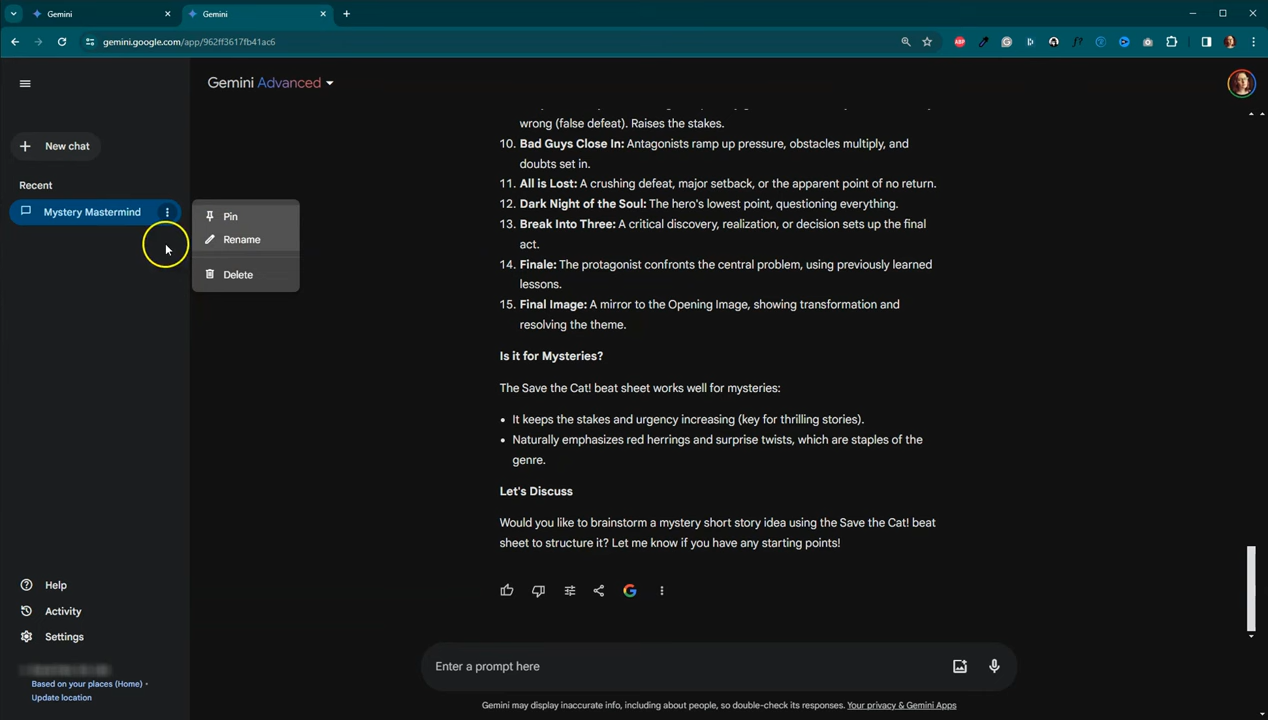 Gemini
Gemini
gemini.google.com/app/962ff3617fb41ac6
Gemini Advanced
New chat
Recent
Mystery Mastermind
Pin
Rename
Delete
wrong (false defeat). Raises the stakes.
10. Bad Guys Close In: Antagonists ramp up pressure, obstacles multiply, and
doubts set in.
11. All is Lost: A crushing defeat, major setback, or the apparent point of no return.
12. Dark Night of the Soul: The hero's lowest point, questioning everything.
13. Break Into Three: A critical discovery, realization, or decision sets up the final
act.
14. Finale: The protagonist confronts the central problem, using previously learned
lessons.
15. Final Image: A mirror to the Opening Image, showing transformation and
resolving the theme.
Is it for Mysteries?
The Save the Cat! beat sheet works well for mysteries:
• It keeps the stakes and urgency increasing (key for thrilling stories).
• Naturally emphasizes red herrings and surprise twists, which are staples of the
genre.
Let's Discuss
Would you like to brainstorm a mystery short story idea using the Save the Cat! beat
sheet to structure it? Let me know if you have any starting points!
Help
Activity
Settings
Based on your places (Home) •
Update location
Enter a prompt here
Gemini may display inaccurate info, including about people, so double-check its responses. Your privacy & Gemini Apps